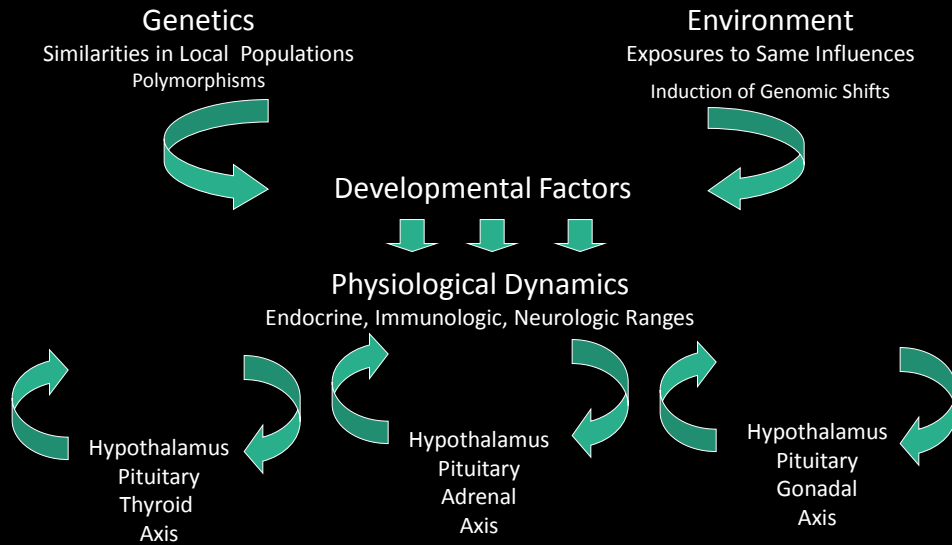 Genetics
Similarities in Local Populations
Polymorphisms
Environment
Exposures to Same Influences
Induction of Genomic Shifts
Developmental Factors
Physiological Dynamics
Endocrine, Immunologic, Neurologic Ranges
Hypothalamus
Pituitary
Thyroid
Axis
Hypothalamus
Pituitary
Adrenal
Axis
Hypothalamus
Pituitary
Gonadal
Axis